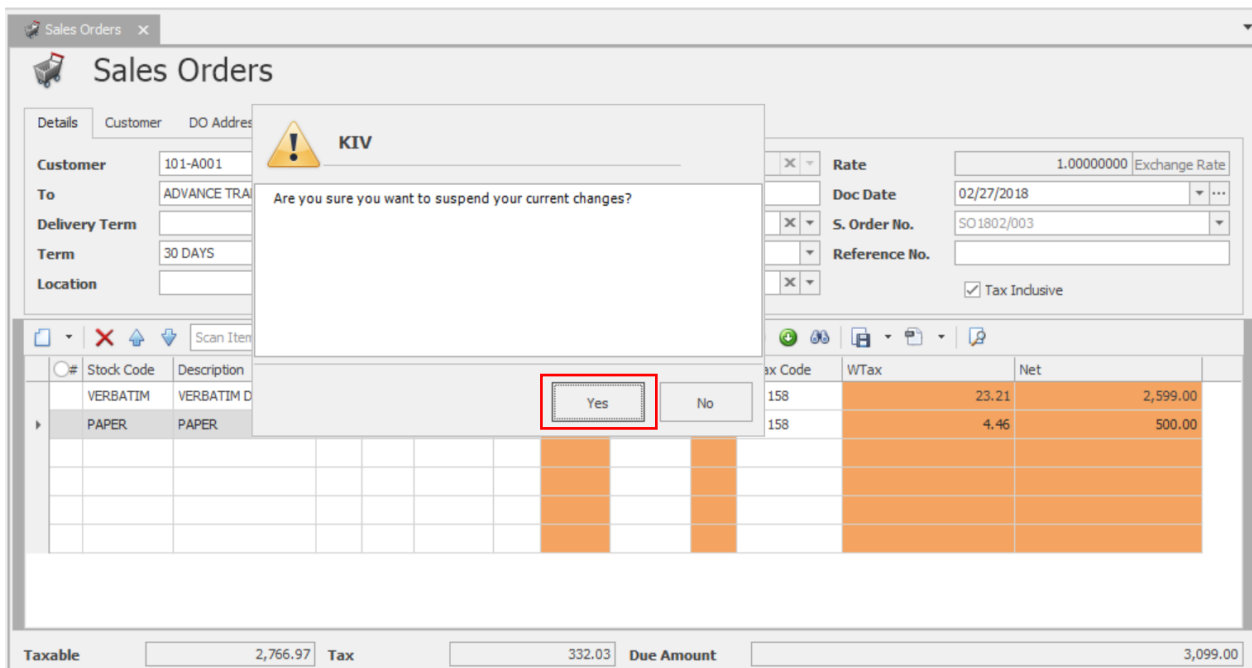 Sales Orders
Sales Orders
Details Customer DO Addres
KIV
Are you sure you want to suspend your current changes?
Yes No
Customer 101-A001 Rate 1.00000000 Exchange Rate
To ADVANCE TRA Doc Date 02/27/2018
Delivery Term S. Order No. SO1802/003
Term 30 DAYS Reference No.
Location Tax Inclusive
Scan Iten
# Stock Code Description ax Code WTax Net
VERBATIM VERBATIM D 158 23.21 2,599.00
PAPER PAPER 158 4.46 500.00
Taxable 2,766.97 Tax 332.03 Due Amount 3,099.00